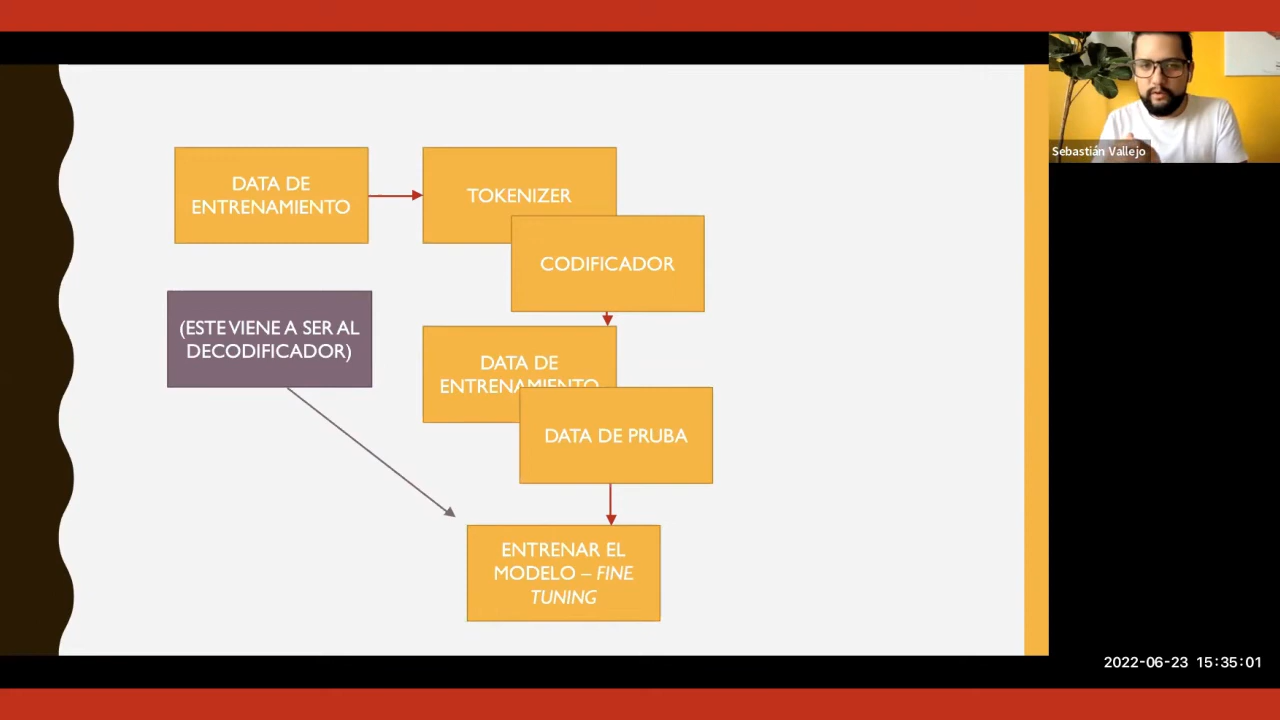 DATA DE
ENTRENAMIENTO
TOKENIZER
CODIFICADOR
(ESTE VIENE A SER AL
DECODIFICADOR)
DATA DE
ENTRENAMIENTO
DATA DE PRUBA
ENTRENAR EL
MODELO – FINE
TUNING
Sebastián Vallejo
2022-06-23 15:35:01